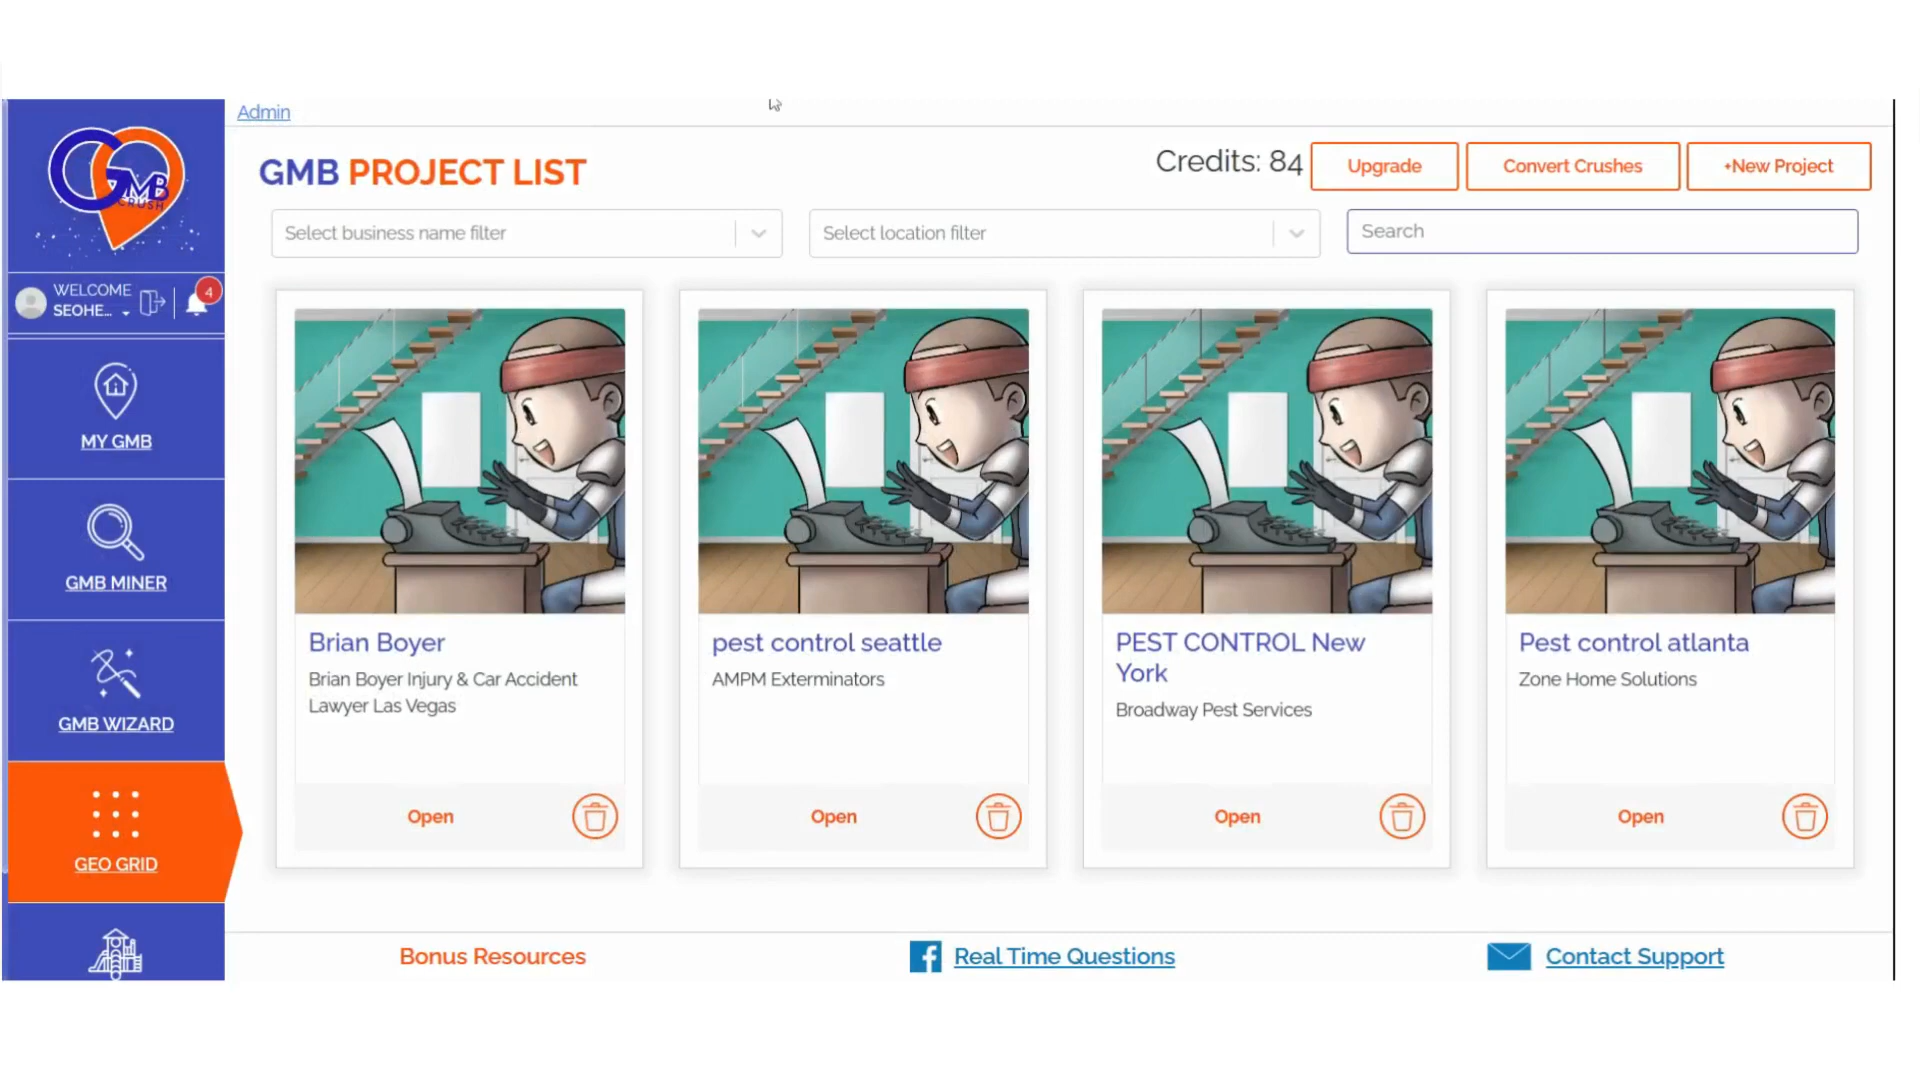 Admin
GMB PROJECT LIST
Credits: 84
Upgrade
Convert Crushes
+New Project
Select business name filter
Select location filter
Search
GMB
CRUSH
WELCOME
SEOHE...
4
MY GMB
GMB MINER
GMB WIZARD
GEO GRID
Brian Boyer
Brian Boyer Injury & Car Accident
Lawyer Las Vegas
Open
pest control seattle
AMPM Exterminators
Open
PEST CONTROL New
York
Broadway Pest Services
Open
Pest control atlanta
Zone Home Solutions
Open
Bonus Resources
Real Time Questions
Contact Support